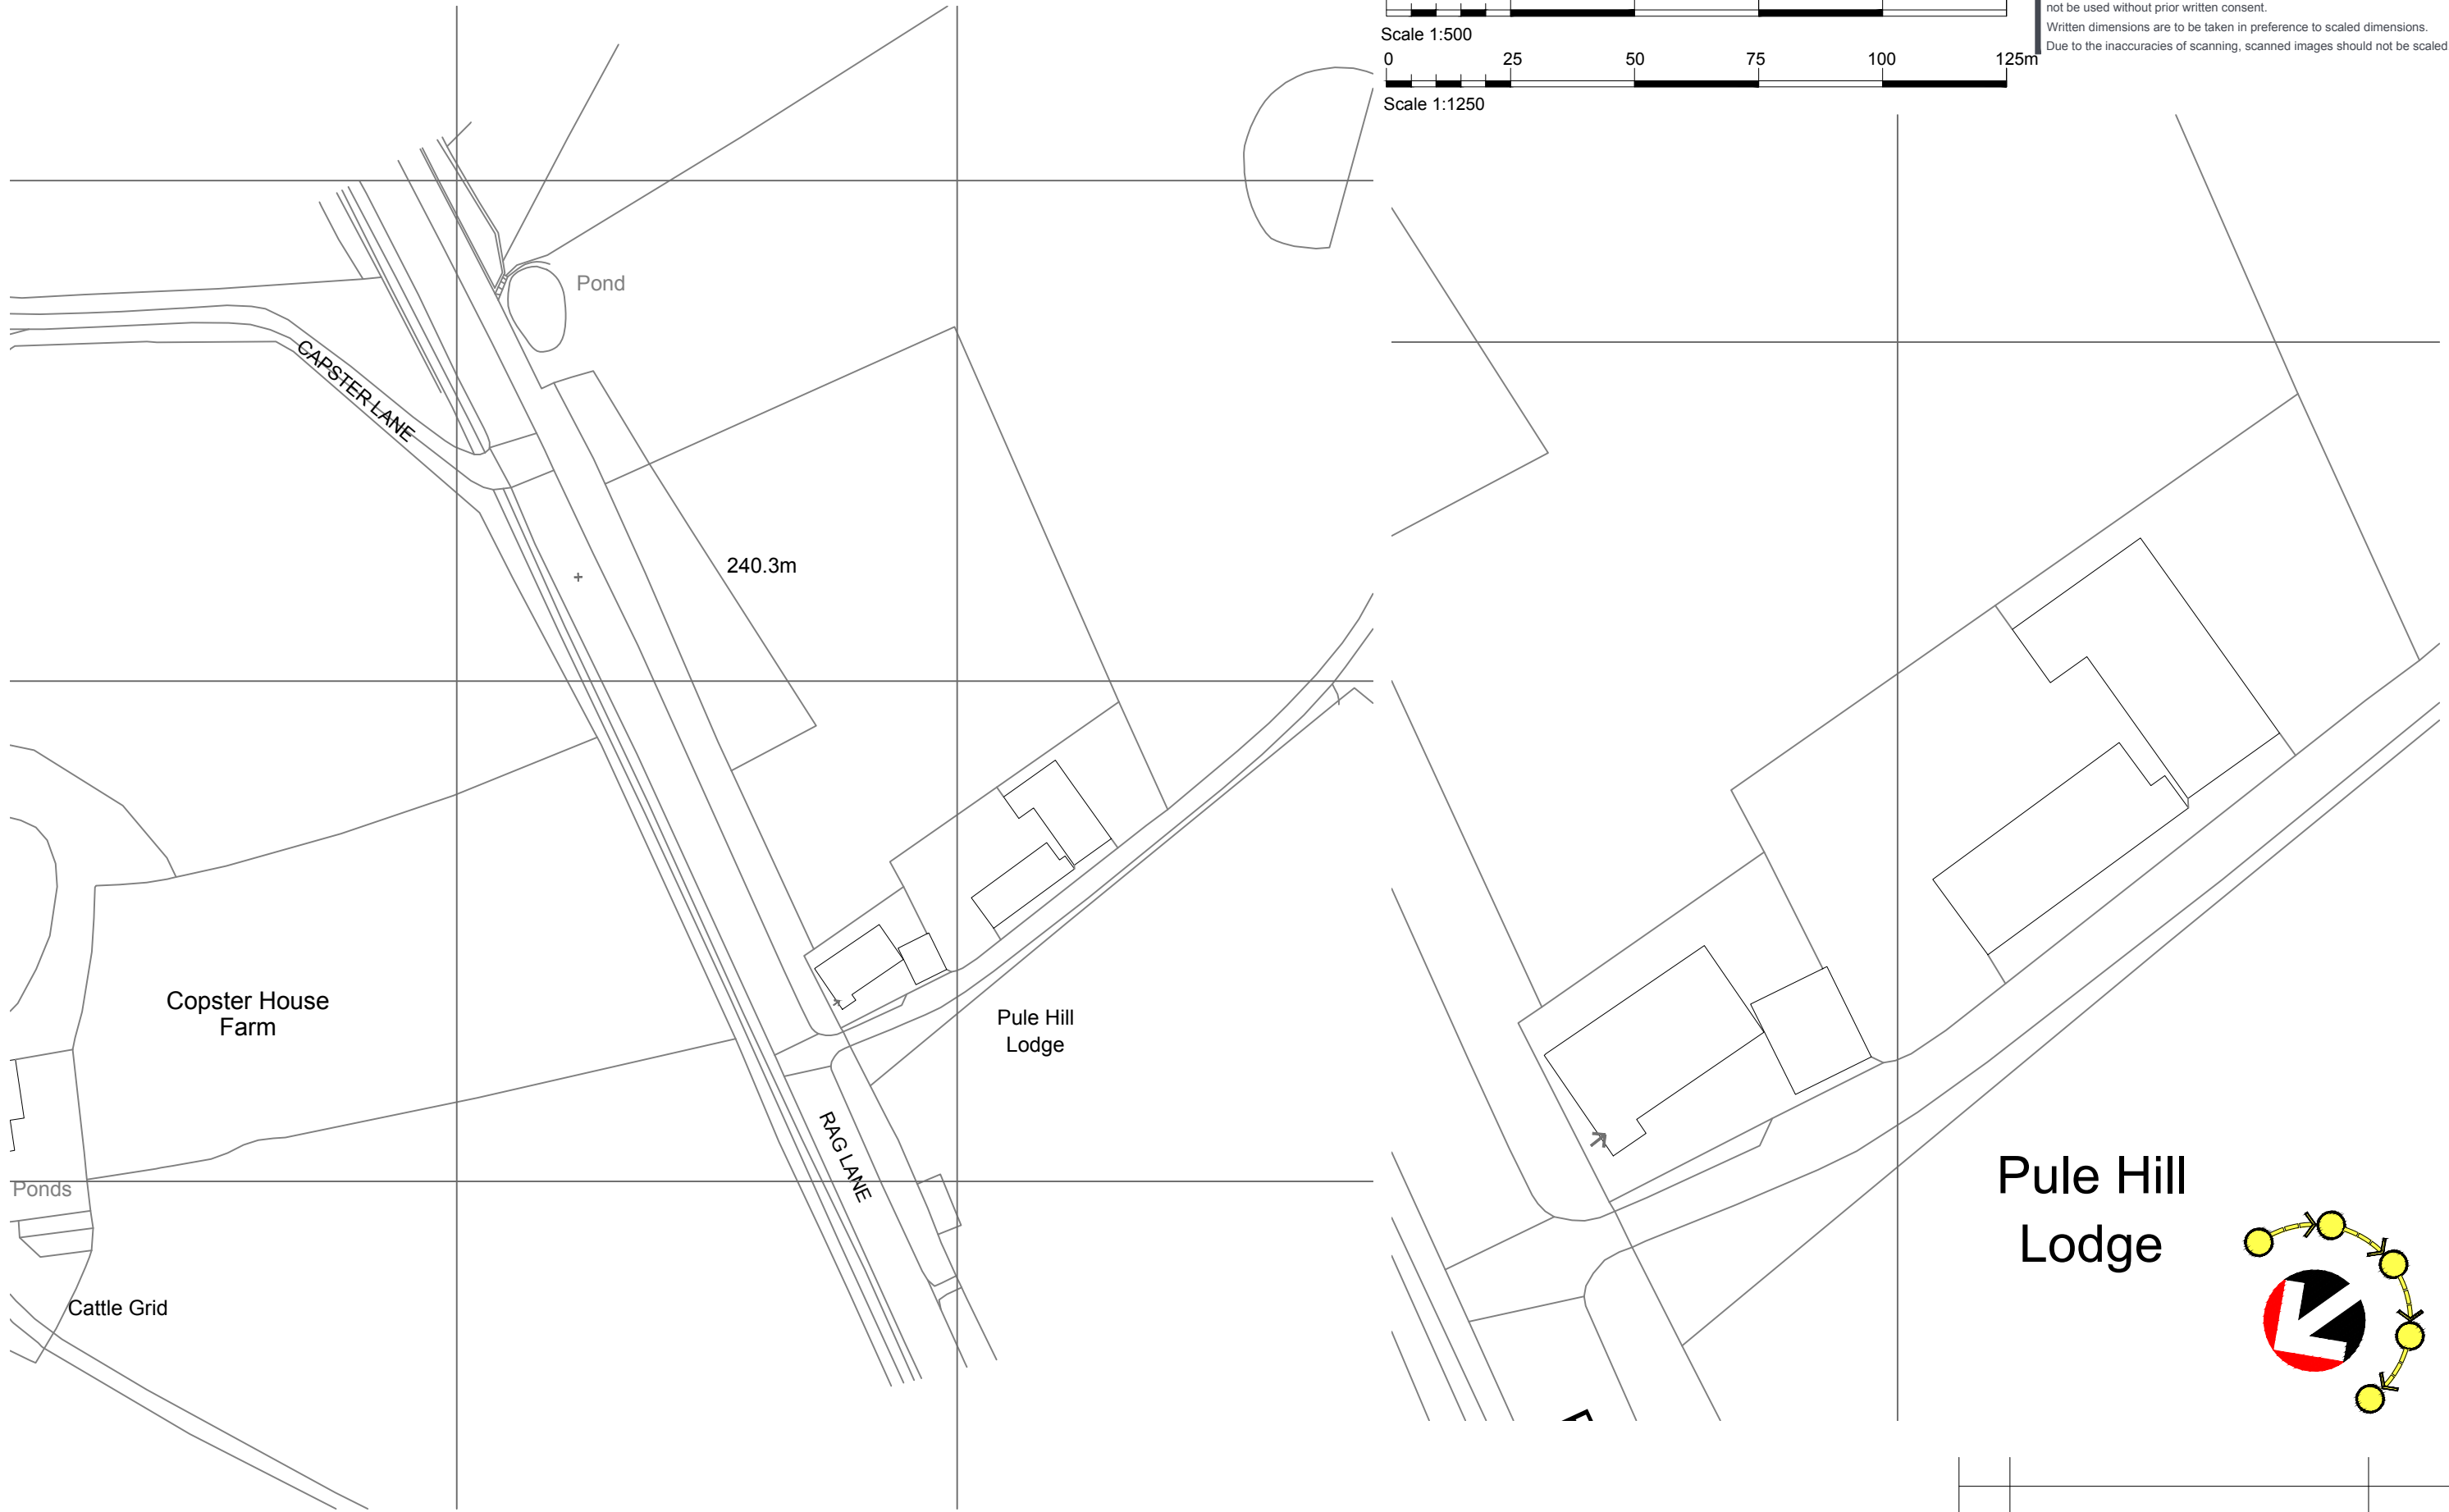 not be used without prior written consent.
Written dimensions are to be taken in preference to scaled dimensions.
Due to the inaccuracies of scanning, scanned images should not be scaled
Scale 1:500
0 25 50 75 100 125m
Scale 1:1250
Pond
CAPSTER LANE
240.3m
Copster House
Farm
Pule Hill
Lodge
RAG LANE
Ponds
Cattle Grid
Pule Hill
Lodge